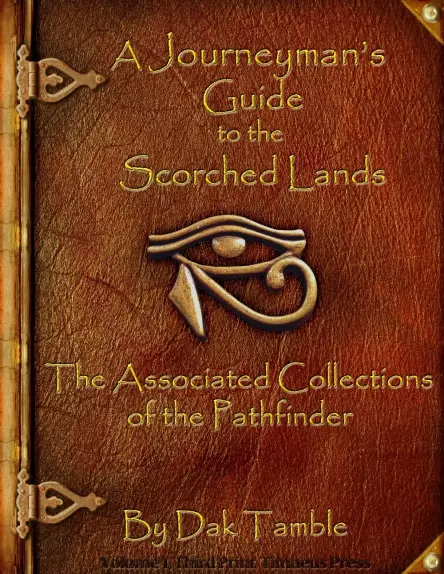 A Journeyman's
Guide
to the
Scorched Lands
The Associated Collections
of the Pathfinder
By Dak Tamble
Volume 1, Third Print, Timaeus Press